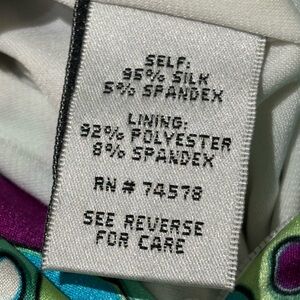 SELF:
95% SILK
5% SPANDEX
LINING:
92% POLYESTER
8% SPANDEX
RN # 74578
SEE REVERSE
FOR CARE